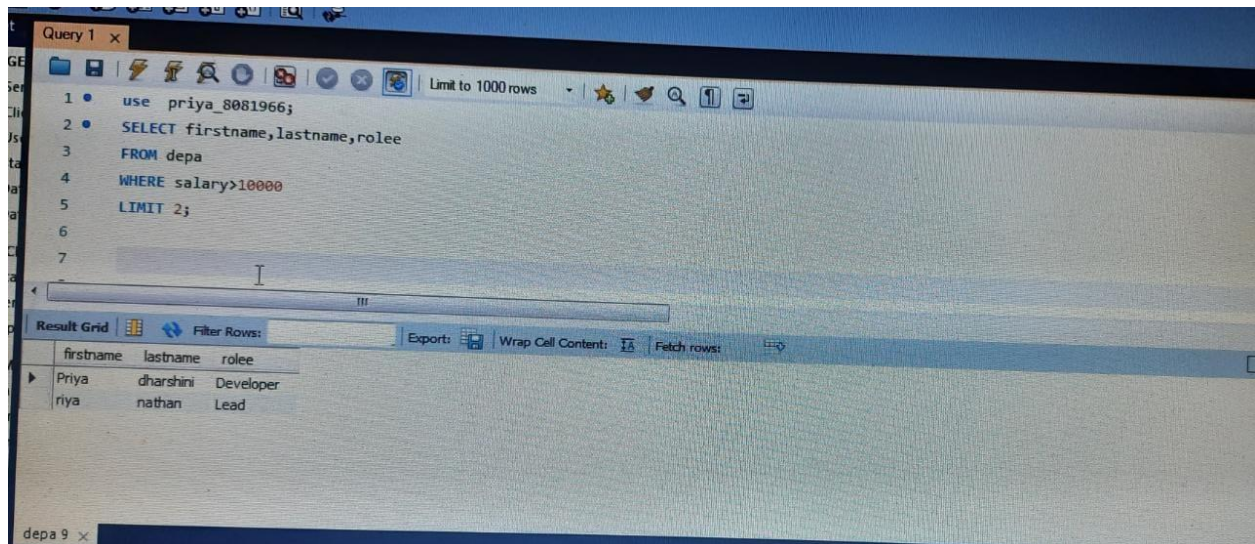 Query 1
Limit to 1000 rows
1 use priya_8081966;
2 SELECT firstname,lastname,rolee
3 FROM depa
4 WHERE salary>10000
5 LIMIT 2;
6
7
Result Grid Filter Rows: Export: Wrap Cell Content: Fetch rows:
firstname lastname rolee
Priya dharshini Developer
riya nathan Lead
depa 9